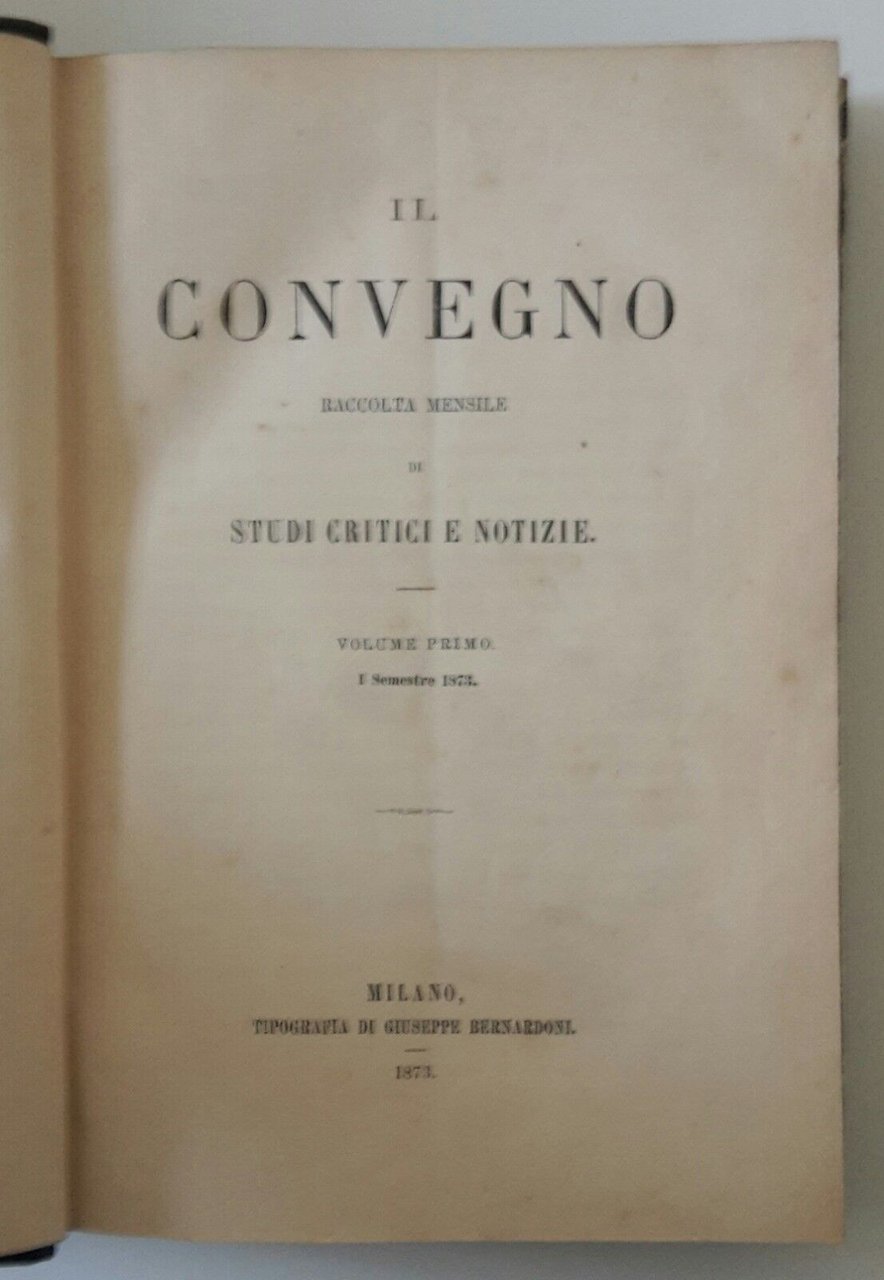 IL
CONVEGNO
RACCOLTA MENSILE
DI
STUDI CRITICI E NOTIZIE.
VOLUME PRIMO.
I Semestre 1873.
MILANO,
TIPOGRAFIA DI GIUSEPPE BERNARDONI.
1873.